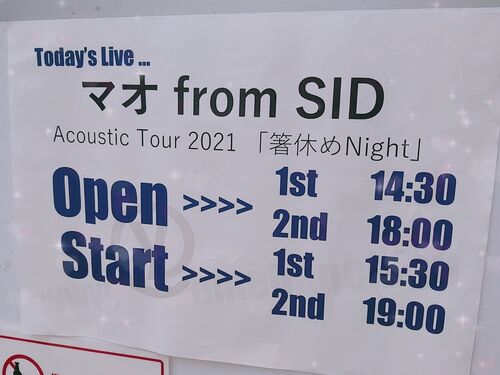 Today's Live ...
マオ from SID
Acoustic Tour 2021 「箸休めNight」
Open >>>> 1st 14:30
2nd 18:00
Start >>>> 1st 15:30
2nd 19:00